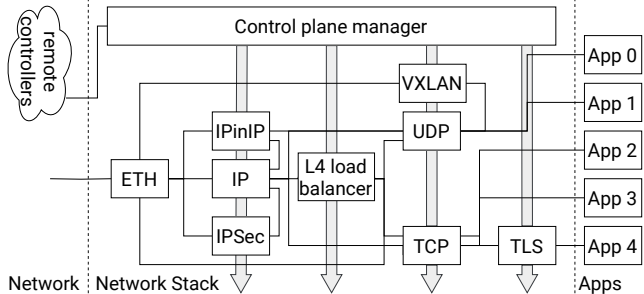 remote
controllers
Control plane manager
App 0
VXLAN
App 1
IPinIP
UDP
App 2
L4 load
balancer
ETH
IP
App 3
IPSec
TCP
TLS
App 4
Network
Network Stack
Apps